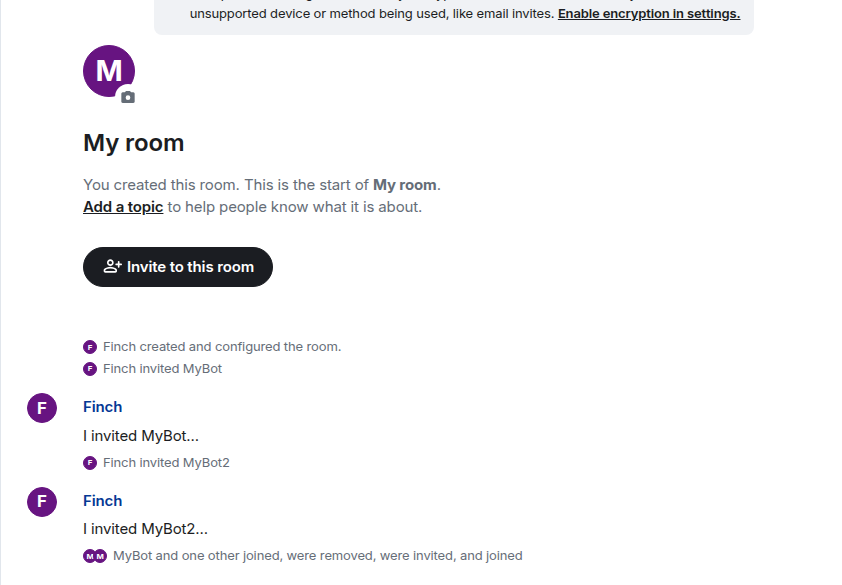 unsupported device or method being used, like email invites. Enable encryption in settings.
M
My room
You created this room. This is the start of My room.
Add a topic to help people know what it is about.
Invite to this room
F Finch created and configured the room.
F Finch invited MyBot
F Finch
I invited MyBot...
F Finch invited MyBot2
F Finch
I invited MyBot2...
M M MyBot and one other joined, were removed, were invited, and joined